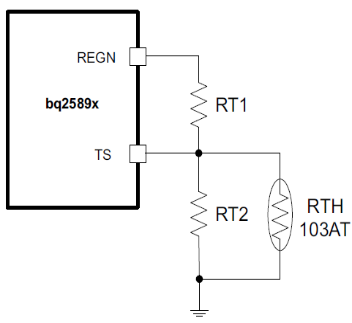 REGN
bq2589x
RT1
TS
RT2
RTH
103AT